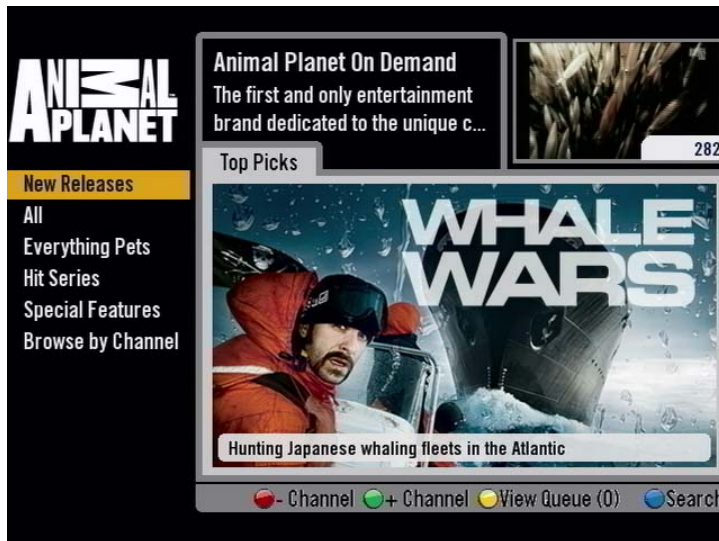 ANIMAL
PLANET
Animal Planet On Demand
The first and only entertainment
brand dedicated to the unique c...
282
Top Picks
New Releases
All
Everything Pets
Hit Series
Special Features
Browse by Channel
WHALE
WARS
Hunting Japanese whaling fleets in the Atlantic
- Channel + Channel View Queue (0) Search